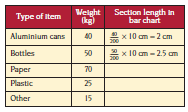 Type of item Weight (kg) Section length in bar chart
Aluminium cans 40 40/200 × 10 cm = 2 cm
Bottles 50 50/200 × 10 cm = 2.5 cm
Paper 70
Plastic 25
Other 15